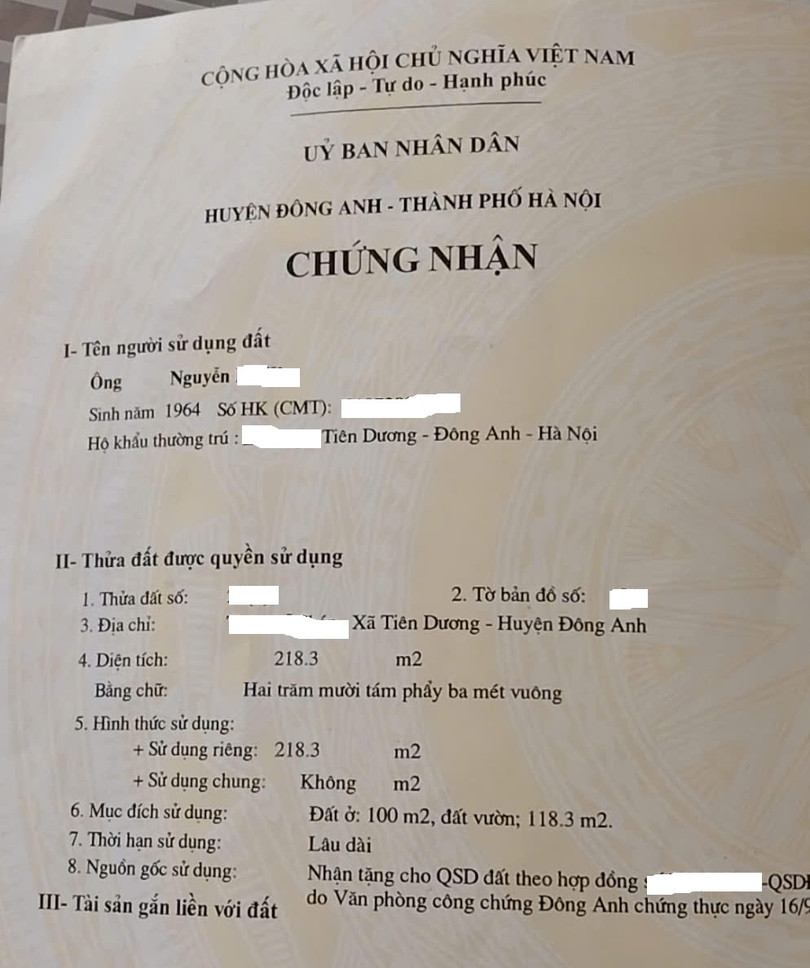 CỘNG HÒA XÃ HỘI CHỦ NGHĨA VIỆT NAM
Độc lập - Tự do - Hạnh phúc
UỶ BAN NHÂN DÂN
HUYỆN ĐÔNG ANH - THÀNH PHỐ HÀ NỘI
CHỨNG NHẬN
I- Tên người sử dụng đất
Ông Nguyễn
Sinh năm 1964 Số HK (CMT):
Hộ khẩu thường trú : Tiên Dương - Đông Anh - Hà Nội
II- Thửa đất được quyền sử dụng
1. Thửa đất số: 2. Tờ bản đồ số:
3. Địa chỉ: Xã Tiên Dương - Huyện Đông Anh
4. Diện tích: 218.3 m2
Bằng chữ: Hai trăm mười tám phẩy ba mét vuông
5. Hình thức sử dụng:
+ Sử dụng riêng: 218.3 m2
+ Sử dụng chung: Không m2
6. Mục đích sử dụng: Đất ở: 100 m2, đất vườn; 118.3 m2.
7. Thời hạn sử dụng: Lâu dài
8. Nguồn gốc sử dụng: Nhận tặng cho QSD đất theo hợp đồng
III- Tài sản gắn liền với đất do Văn phòng công chứng Đông Anh chứng thực ngày 16/9